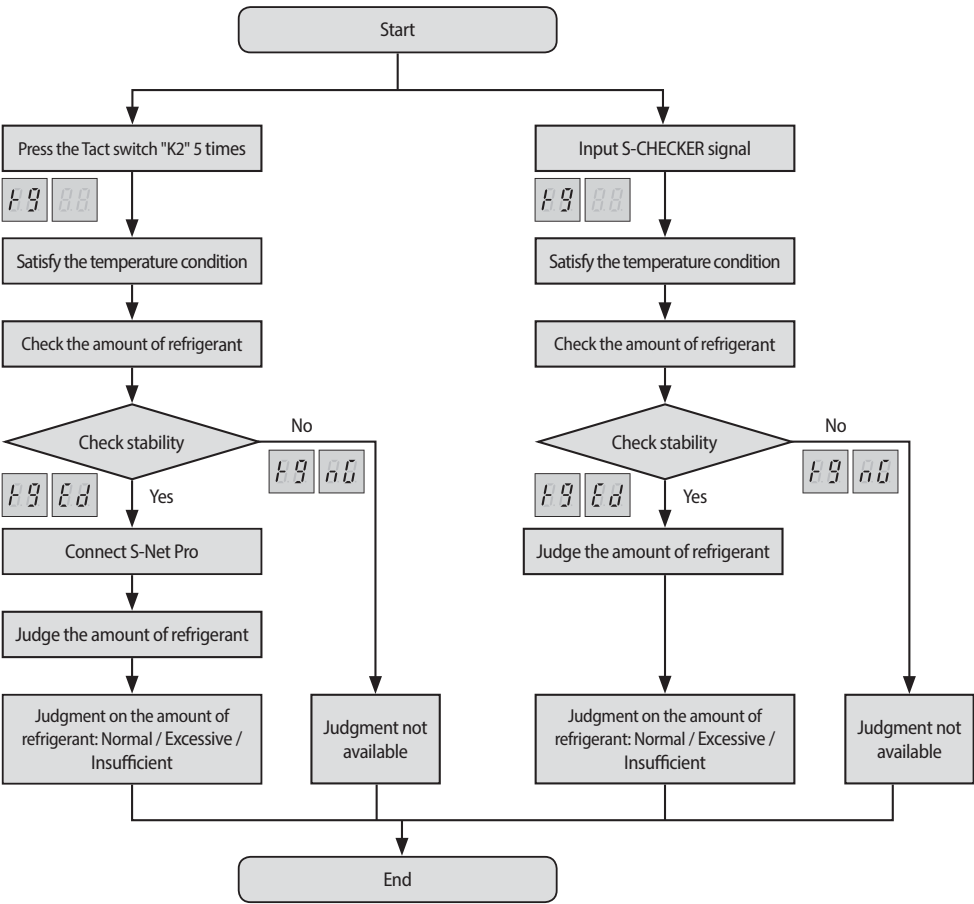 Start
Press the Tact switch "K2" 5 times
Input S-CHECKER signal
Satisfy the temperature condition
Satisfy the temperature condition
Check the amount of refrigerant
Check the amount of refrigerant
Check stability
No
Check stability
No
Yes
Yes
Connect S-Net Pro
Judge the amount of refrigerant
Judge the amount of refrigerant
Judgment on the amount of
refrigerant: Normal / Excessive /
Insufficient
Judgment not
available
Judgment on the amount of
refrigerant: Normal / Excessive /
Insufficient
Judgment not
available
End